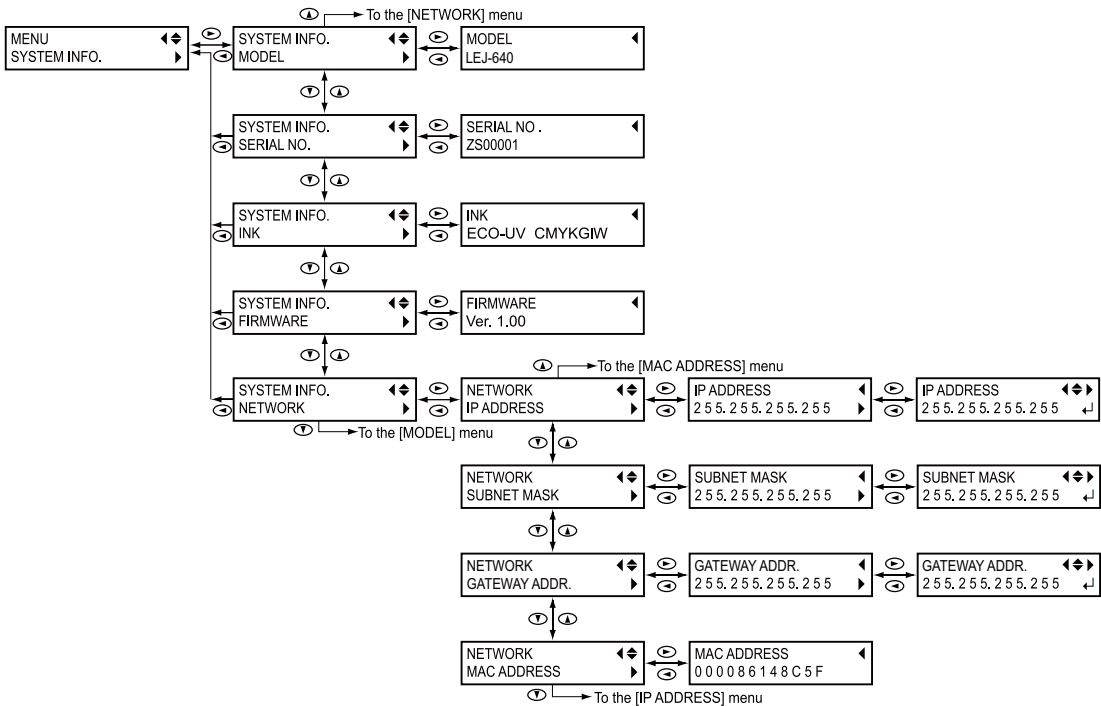 To the [NETWORK] menu
MENU
SYSTEM INFO.
SYSTEM INFO.
MODEL
MODEL
LEJ-640
SYSTEM INFO.
SERIAL NO.
SERIAL NO .
ZS00001
SYSTEM INFO.
INK
INK
ECO-UV CMYKGlW
SYSTEM INFO.
FIRMWARE
FIRMWARE
Ver. 1.00
To the [MAC ADDRESS] menu
SYSTEM INFO.
NETWORK
NETWORK
IP ADDRESS
IP ADDRESS
255.255.255.255
IP ADDRESS
255.255.255.255
To the [MODEL] menu
NETWORK
SUBNET MASK
SUBNET MASK
255.255.255.255
SUBNET MASK
255.255.255.255
NETWORK
GATEWAY ADDR.
GATEWAY ADDR.
255.255.255.255
GATEWAY ADDR.
255.255.255.255
NETWORK
MAC ADDRESS
MAC ADDRESS
000086148C5F
To the [IP ADDRESS] menu